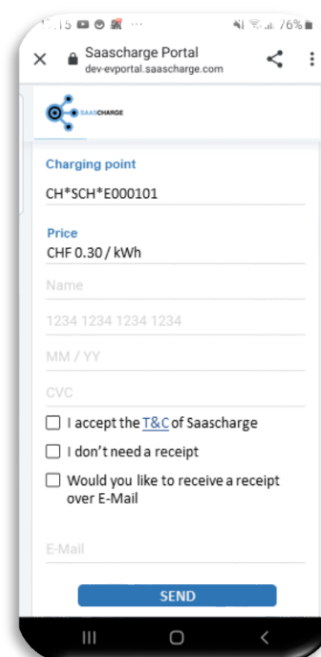 76%
Saascharge Portal
dev-evportal.saascharge.com
SAASCHARGE
Charging point
CH*SCH*E000101
Price
CHF 0.30 / kWh
Name
1234 1234 1234 1234
MM / YY
CVC
I accept the T&C of Saascharge
I don't need a receipt
Would you like to receive a receipt
over E-Mail
E-Mail
SEND